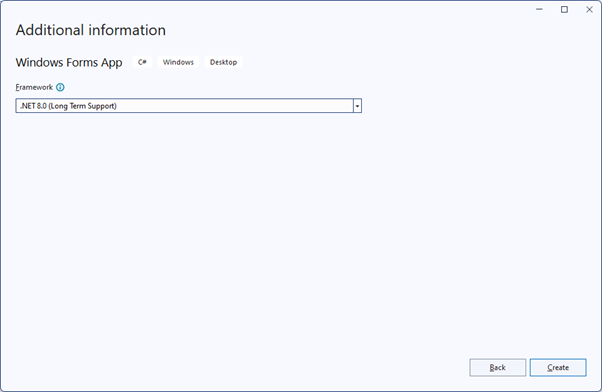 Additional information
Windows Forms App C# Windows Desktop
Framework
.NET 8.0 (Long Term Support)
Back Create